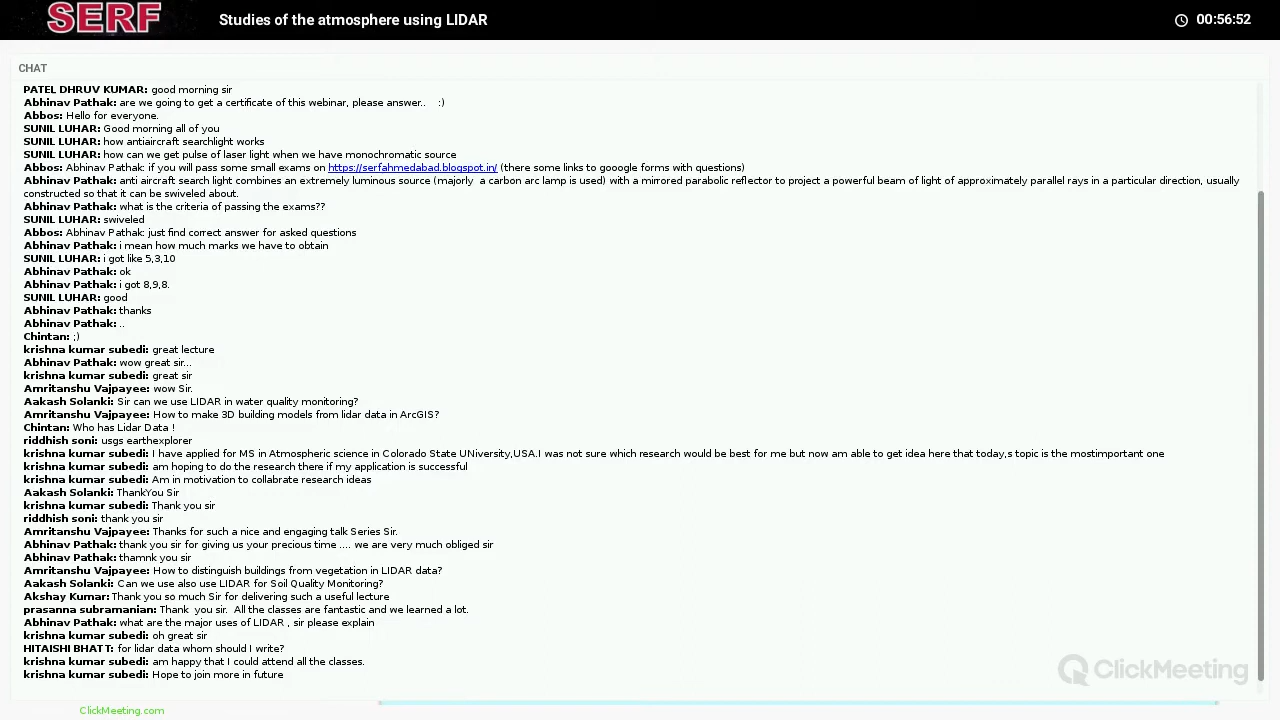 SERF
Studies of the atmosphere using LIDAR
00:56:52
CHAT
PATEL DHRUV KUMAR: good morning sir
Abhinav Pathak: are we going to get a certificate of this webinar, please answer.. :)
Abbos: Hello for everyone.
SUNIL LUHAR: Good morning all of you
SUNIL LUHAR: how antiaircraft searchlight works
SUNIL LUHAR: how can we get pulse of laser light when we have monochromatic source
Abbos: Abhinav Pathak: if you will pass some small exams on https://serfahmedabad.blogspot.in/ (there some links to gooogle forms with questions)
Abhinav Pathak: anti aircraft search light combines an extremely luminous source (majorly a carbon arc lamp is used) with a mirrored parabolic reflector to project a powerful beam of light of approximately parallel rays in a particular direction, usually
constructed so that it can be swiveled about.
Abhinav Pathak: what is the criteria of passing the exams??
SUNIL LUHAR: swiveled
Abbos: Abhinav Pathak: just find correct answer for asked questions
Abhinav Pathak: i mean how much marks we have to obtain
SUNIL LUHAR: i got like 5,3,10
Abhinav Pathak: ok
Abhinav Pathak: i got 8,9,8.
SUNIL LUHAR: good
Abhinav Pathak: thanks
Abhinav Pathak: ..
Chintan: ;)
krishna kumar subedi: great lecture
Abhinav Pathak: wow great sir...
krishna kumar subedi: great sir
Amritanshu Vajpayee: wow Sir.
Aakash Solanki: Sir can we use LIDAR in water quality monitoring?
Amritanshu Vajpayee: How to make 3D building models from lidar data in ArcGIS?
Chintan: Who has Lidar Data !
riddhish soni: usgs earthexplorer
krishna kumar subedi: I have applied for MS in Atmospheric science in Colorado State UNiversity,USA.I was not sure which research would be best for me but now am able to get idea here that today,s topic is the mostimportant one
krishna kumar subedi: am hoping to do the research there if my application is successful
krishna kumar subedi: Am in motivation to collabrate research ideas
Aakash Solanki: ThankYou Sir
krishna kumar subedi: Thank you sir
riddhish soni: thank you sir
Amritanshu Vajpayee: Thanks for such a nice and engaging talk Series Sir.
Abhinav Pathak: thank you sir for giving us your precious time .... we are very much obliged sir
Abhinav Pathak: thamnk you sir
Amritanshu Vajpayee: How to distinguish buildings from vegetation in LIDAR data?
Aakash Solanki: Can we use also use LIDAR for Soil Quality Monitoring?
Akshay Kumar: Thank you so much Sir for delivering such a useful lecture
prasanna subramanian: Thank you sir. All the classes are fantastic and we learned a lot.
Abhinav Pathak: what are the major uses of LIDAR , sir please explain
krishna kumar subedi: oh great sir
HITAISHI BHATT: for lidar data whom should I write?
krishna kumar subedi: am happy that I could attend all the classes.
krishna kumar subedi: Hope to join more in future
ClickMeeting
ClickMeeting.com